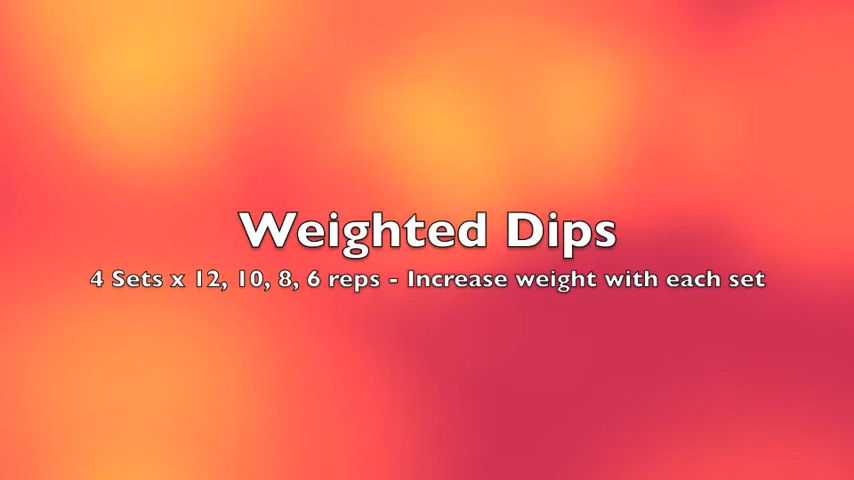 Weighted Dips
4 Sets x 12, 10, 8, 6 reps - Increase weight with each set